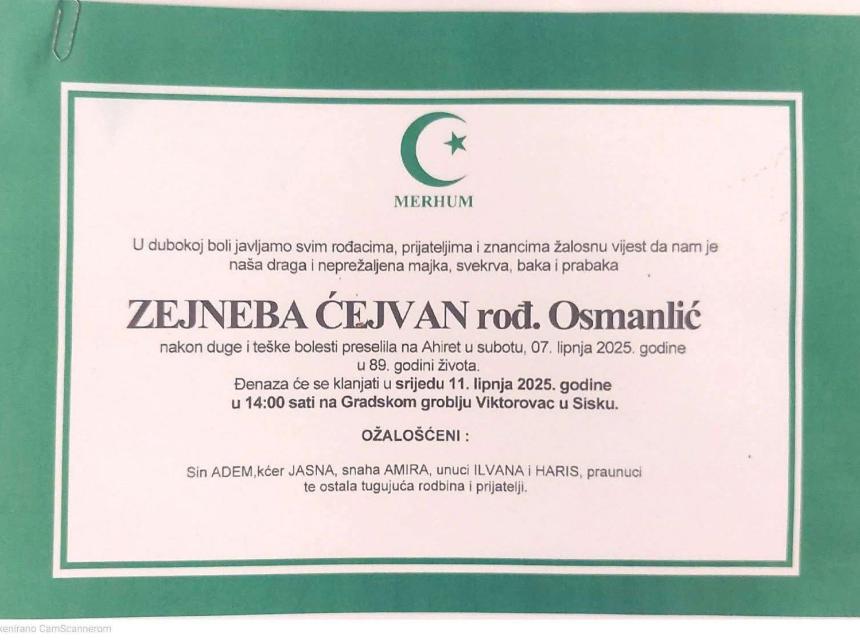 MERHUM
U dubokoj boli javljamo svim rođacima, prijateljima i znancima žalosnu vijest da nam je
naša draga i neprežaljena majka, svekrva, baka i prabaka
ZEJNEBA ĆEJVAN rođ. Osmanlić
nakon duge i teške bolesti preselila na Ahiret u subotu, 07. lipnja 2025. godine
u 89. godini života.
Đenaza će se klanjati u srijedu 11. lipnja 2025. godine
u 14:00 sati na Gradskom groblju Viktorovac u Sisku.
OŽALOŠĆENI :
Sin ADEM,kćer JASNA, snaha AMIRA, unuci ILVANA i HARIS, praunuci
te ostala tugujuća rodbina i prijatelji.
CamScannerom